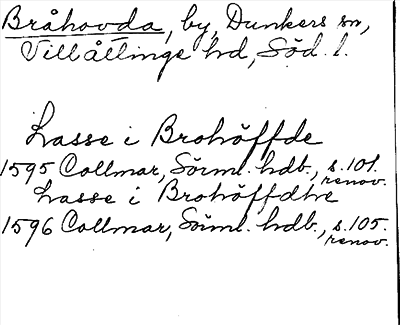 Bråhovda, by, Dunkers sn,
Villåttinge hd, Söd. l.
Lasse i Brohöffde
1595 Collmar, Sörml. hdb., s. 101.
renov.
Lasse i Brohöffdhe
1596 Collmar, Sörml. hdb., s. 105.
renov.